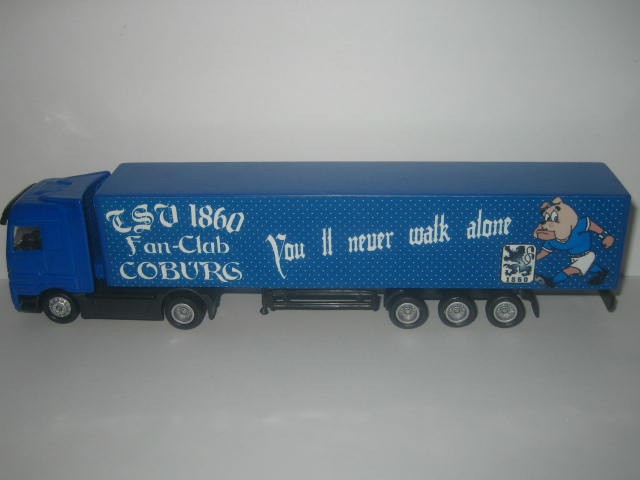 TSV 1860
Fan-Club
COBURG
You ll never walk alone
1860